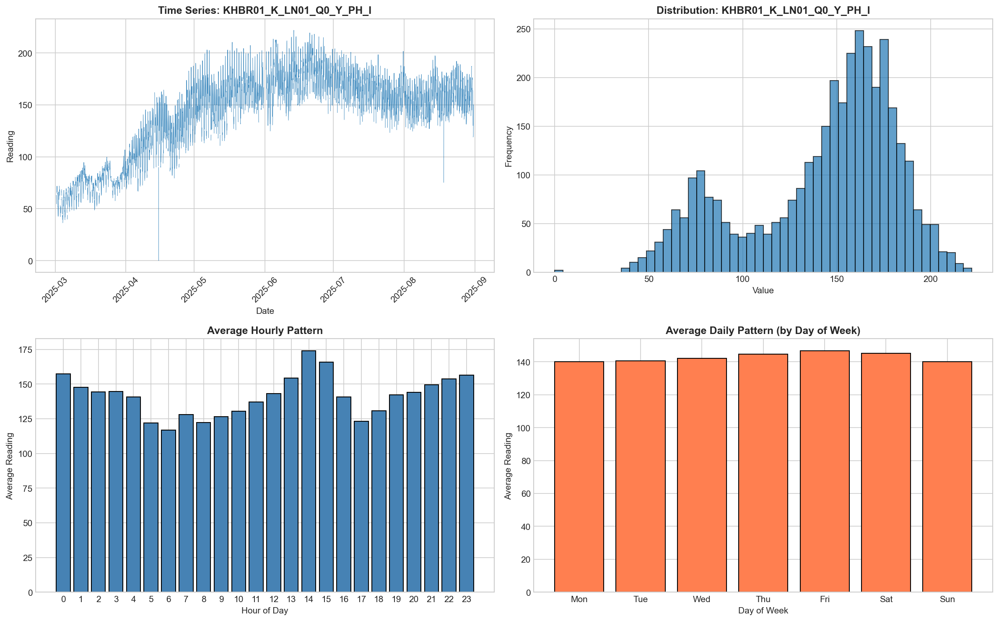 Time Series: KHBR01_K_LN01_Q0_Y_PH_I
Reading
200
150
100
50
0
2025-03
2025-04
2025-05
2025-06
2025-07
2025-08
2025-09
Date
Distribution: KHBR01_K_LN01_Q0_Y_PH_I
Frequency
250
200
150
100
50
0
0
50
100
150
200
Value
Average Hourly Pattern
Average Reading
175
150
125
100
75
50
25
0
0 1 2 3 4 5 6 7 8 9 10 11 12 13 14 15 16 17 18 19 20 21 22 23
Hour of Day
Average Daily Pattern (by Day of Week)
Average Reading
140
120
100
80
60
40
20
0
Mon Tue Wed Thu Fri Sat Sun
Day of Week